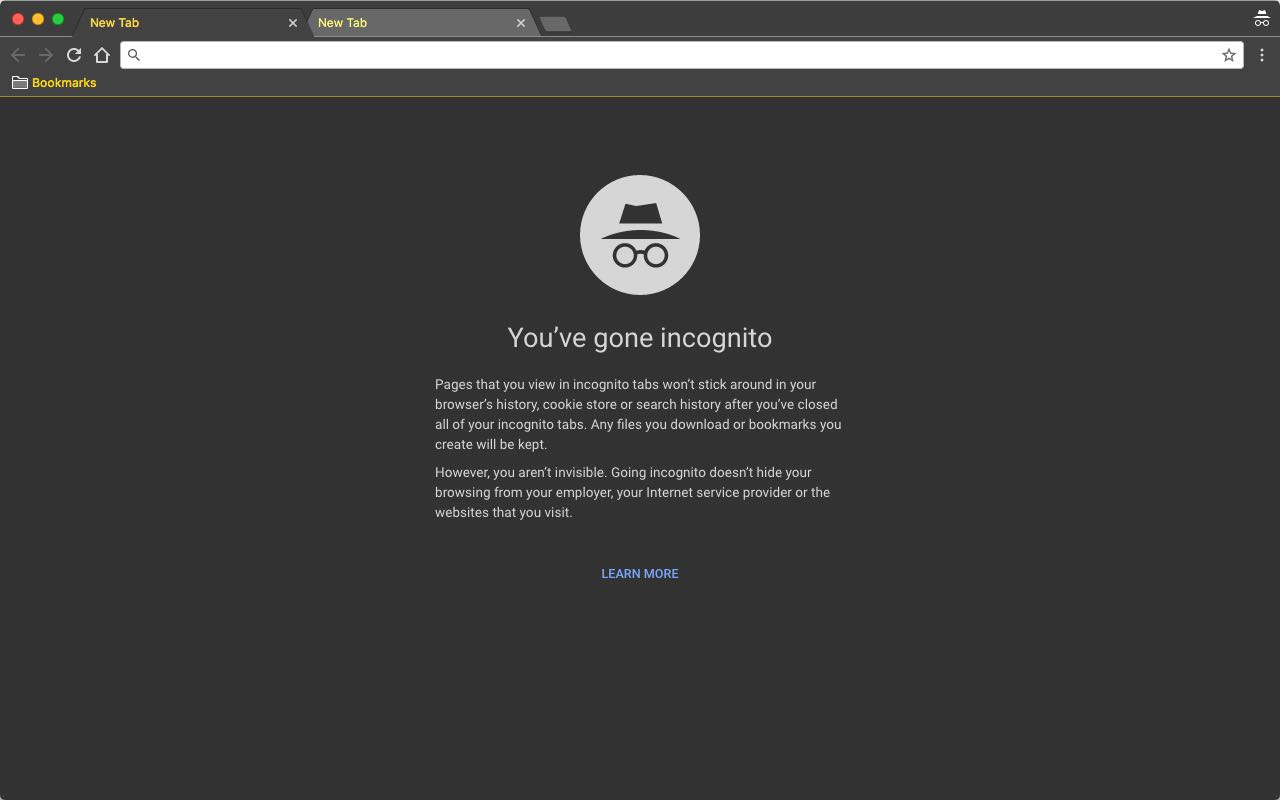 New Tab
New Tab
Bookmarks
You’ve gone incognito
Pages that you view in incognito tabs won’t stick around in your
browser’s history, cookie store or search history after you’ve closed
all of your incognito tabs. Any files you download or bookmarks you
create will be kept.
However, you aren’t invisible. Going incognito doesn’t hide your
browsing from your employer, your Internet service provider or the
websites that you visit.
LEARN MORE